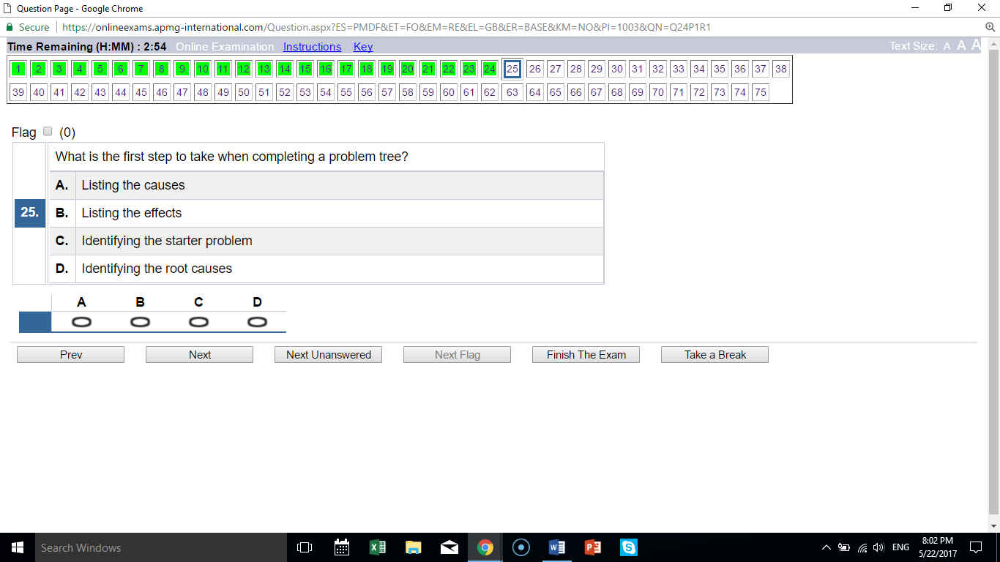 Question Page - Google Chrome
Secure https://onlineexams.apmg-international.com/Question.aspx?ES=PMDF&ET=FO&EM=RE&EL=GB&ER=BASE&KM=NO&PI=1003&QN=Q24P1R1
Time Remaining (H:MM) : 2:54 Online Examination Instructions Key Text Size: A A A
1 2 3 4 5 6 7 8 9 10 11 12 13 14 15 16 17 18 19 20 21 22 23 24 25 26 27 28 29 30 31 32 33 34 35 36 37 38
39 40 41 42 43 44 45 46 47 48 49 50 51 52 53 54 55 56 57 58 59 60 61 62 63 64 65 66 67 68 69 70 71 72 73 74 75
Flag (0)
What is the first step to take when completing a problem tree?
A. Listing the causes
25. B. Listing the effects
C. Identifying the starter problem
D. Identifying the root causes
A B C D
Prev Next Next Unanswered Next Flag Finish The Exam Take a Break
Search Windows ENG 8:02 PM
5/22/2017